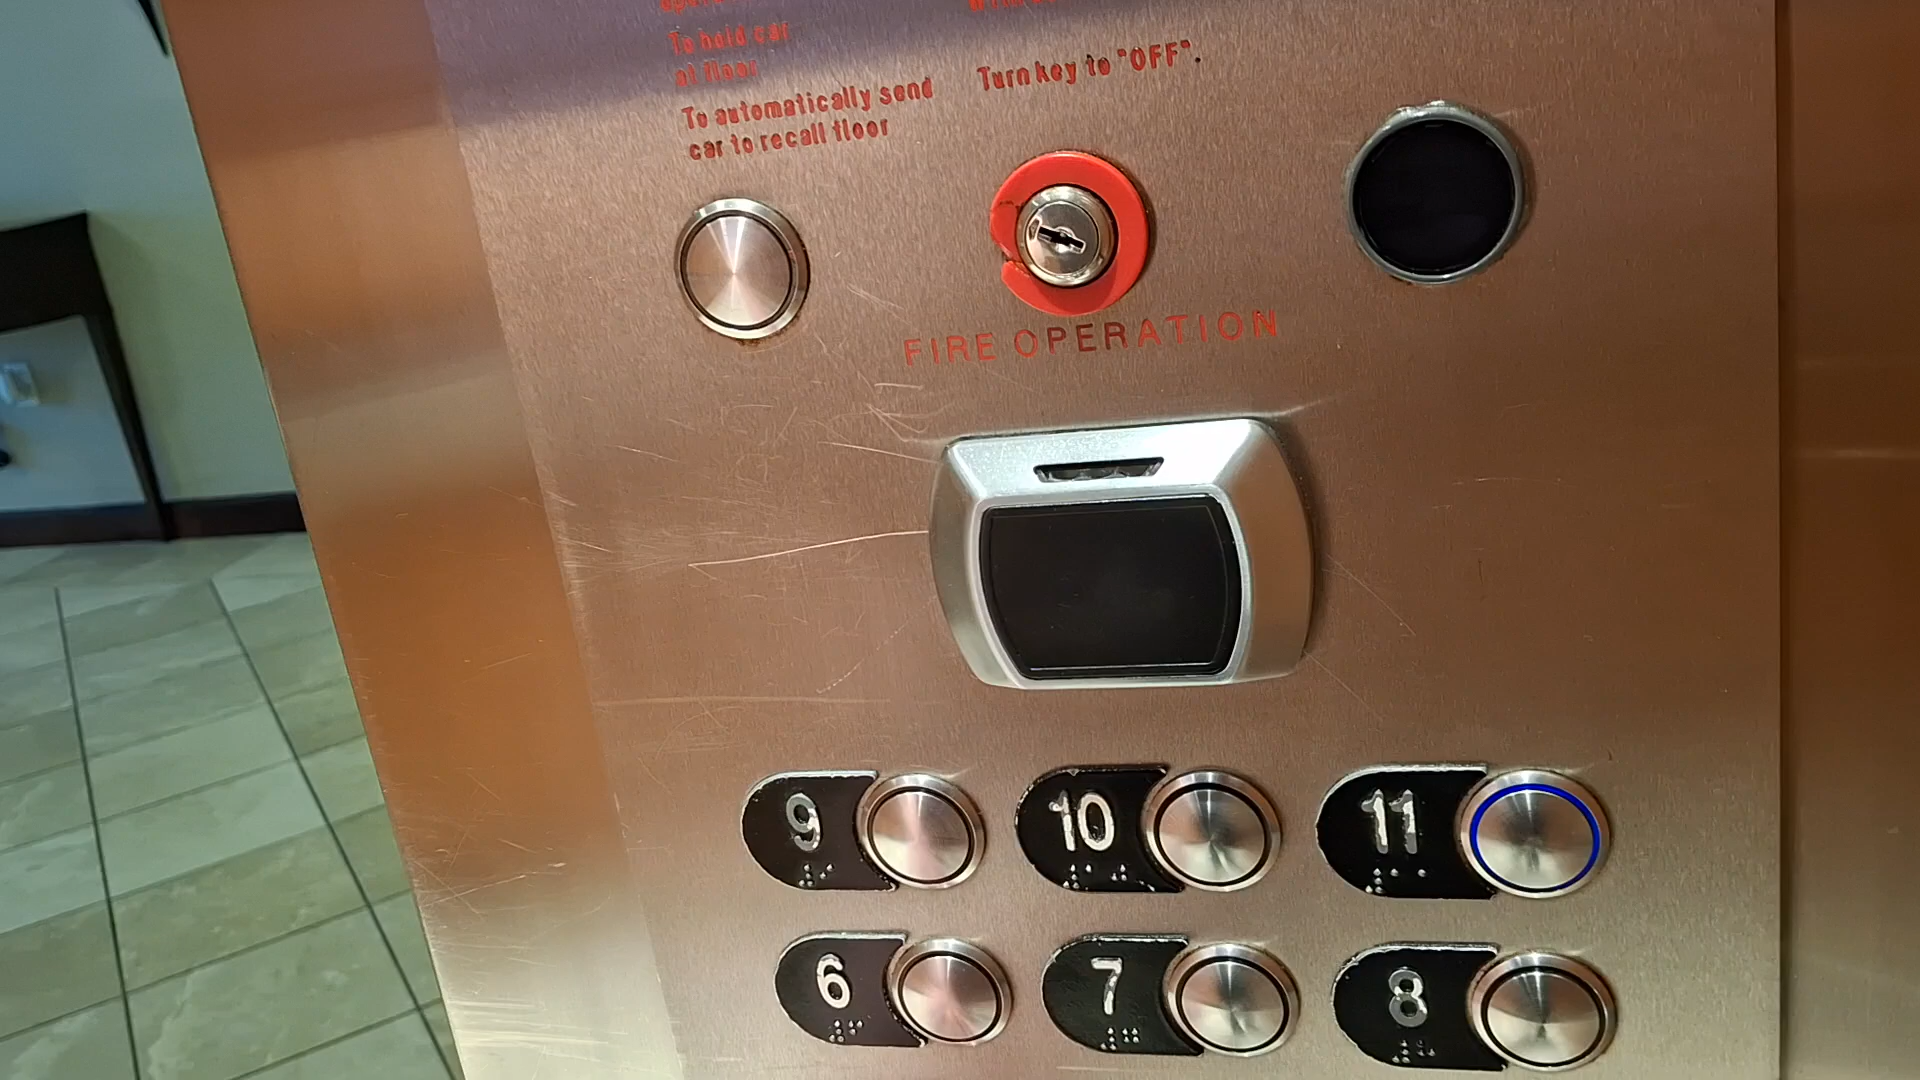 To hold car
at floor
To automatically send
car to recall floor
Turn key to "OFF".
FIRE OPERATION
9 10 11
6 7 8